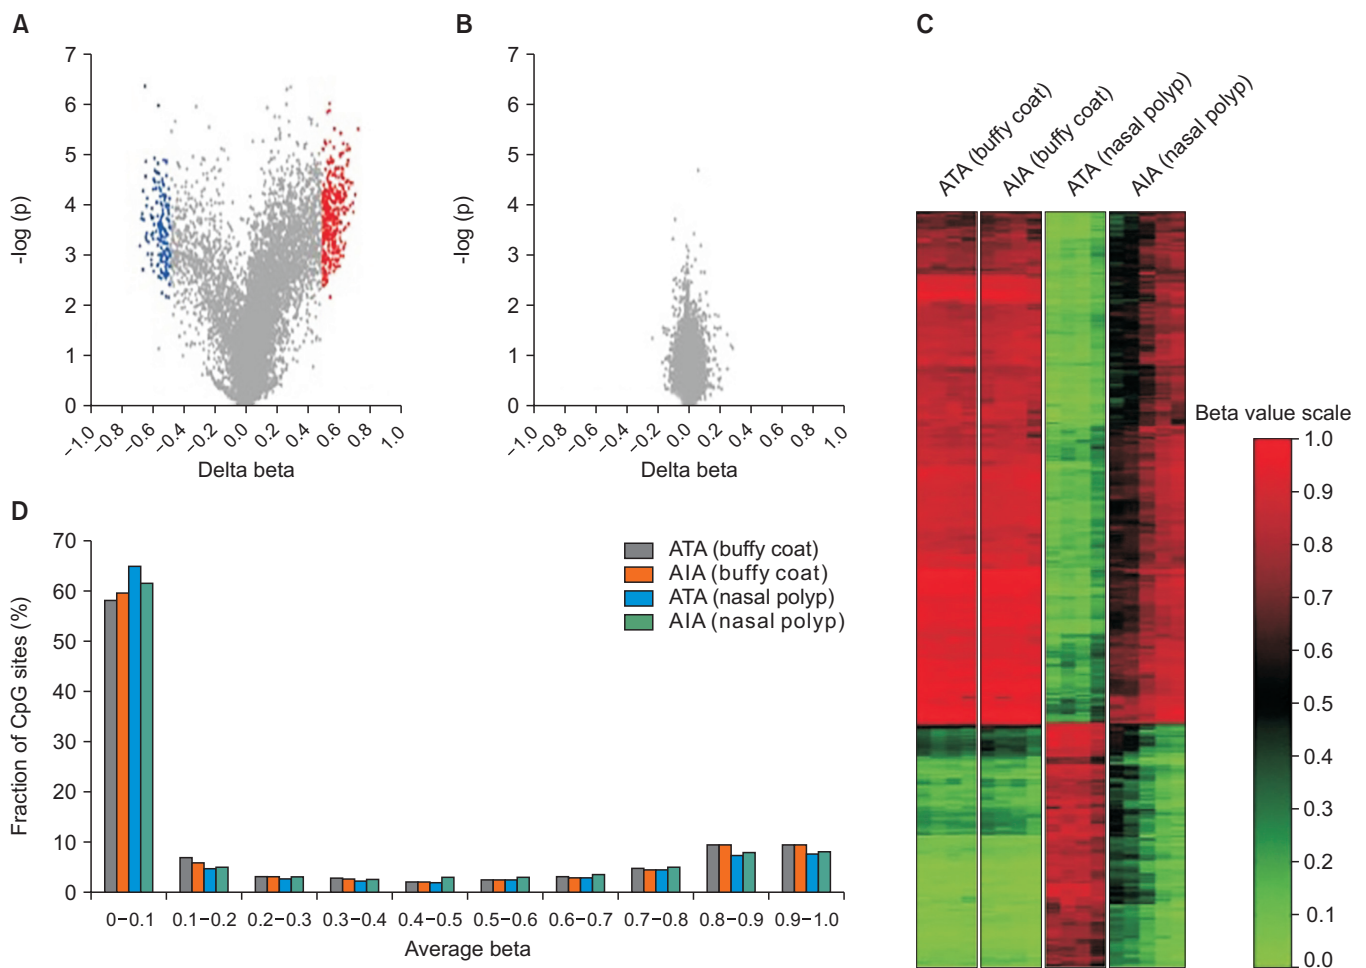 A
7
6
5
4
3
2
1
0
-log (p)
−1.0 −0.8 −0.6 −0.4 −0.2 0.0 0.2 0.4 0.6 0.8 1.0
Delta beta
B
7
6
5
4
3
2
1
0
-log (p)
−1.0 −0.8 −0.6 −0.4 −0.2 0.0 0.2 0.4 0.6 0.8 1.0
Delta beta
C
ATA (buffy coat)
AIA (buffy coat)
ATA (nasal polyp)
AIA (nasal polyp)
Beta value scale
1.0
0.9
0.8
0.7
0.6
0.5
0.4
0.3
0.2
0.1
0.0
D
70
60
50
40
30
20
10
0
Fraction of CpG sites (%)
ATA (buffy coat)
AIA (buffy coat)
ATA (nasal polyp)
AIA (nasal polyp)
0−0.1 0.1−0.2 0.2−0.3 0.3−0.4 0.4−0.5 0.5−0.6 0.6−0.7 0.7−0.8 0.8−0.9 0.9−1.0
Average beta